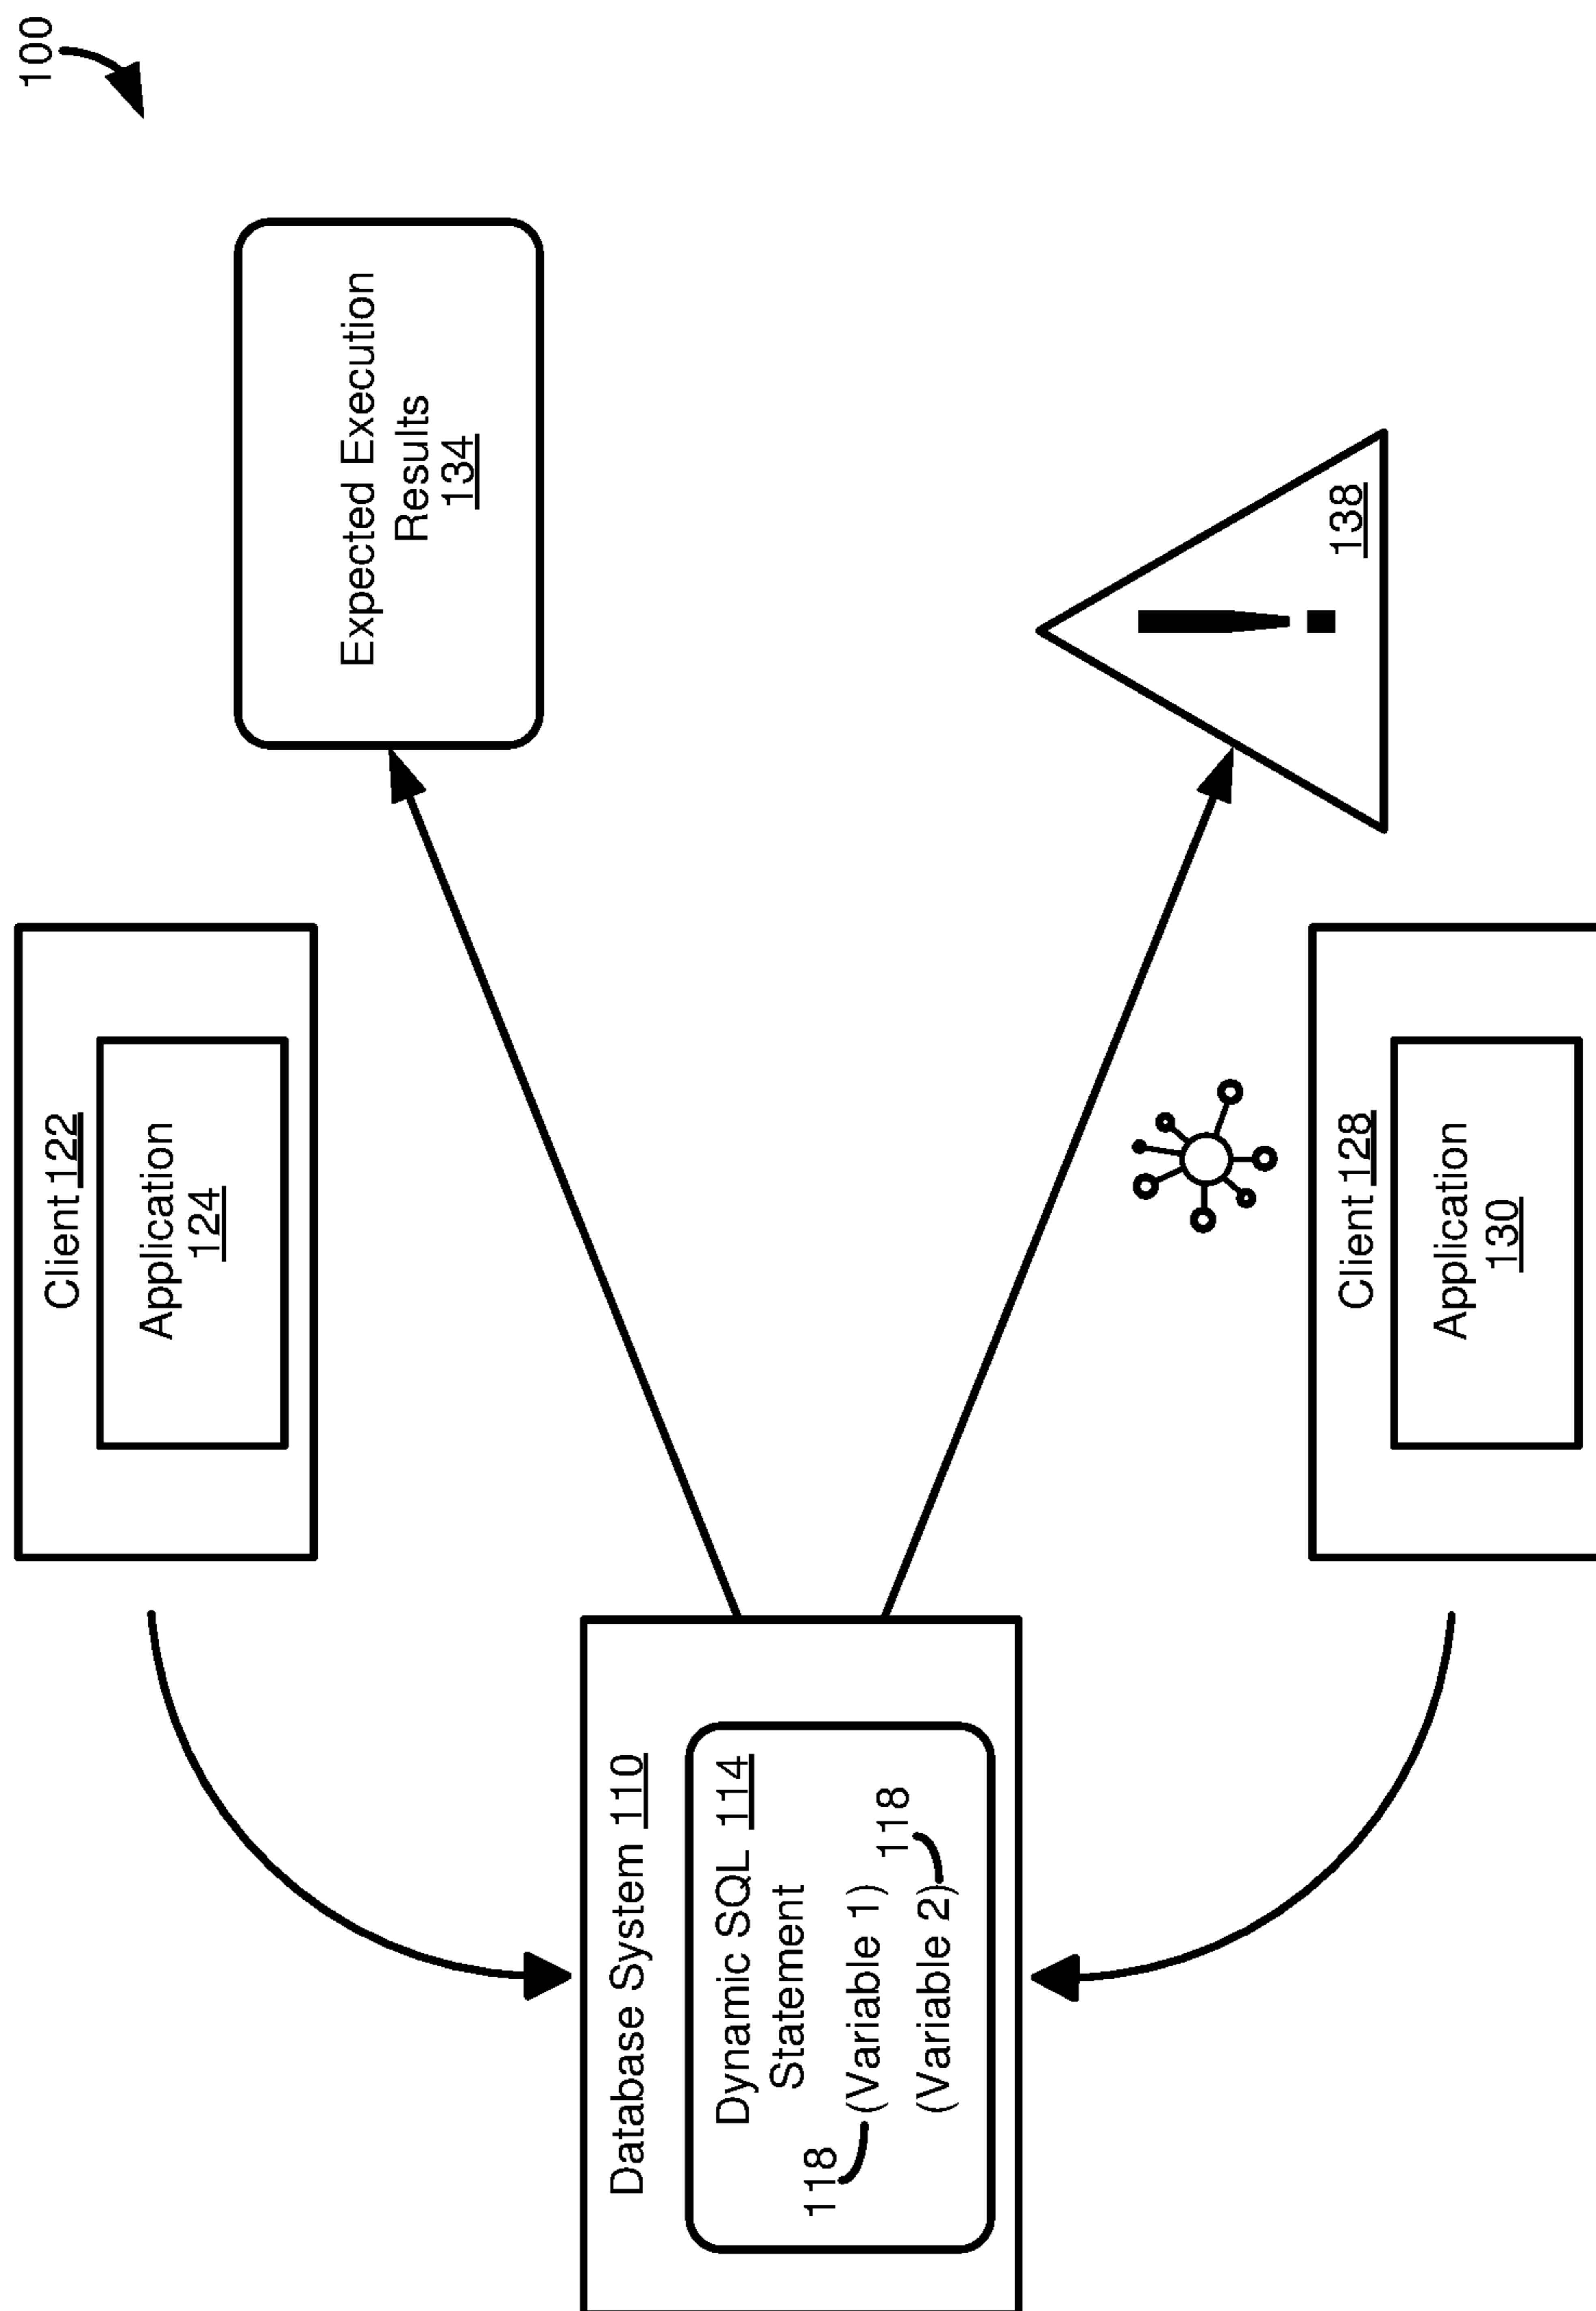 100
Client 122
Application
124
Expected Execution
Results
134
Database System 110
Dynamic SQL 114
Statement
118
(Variable 1)
118
(Variable 2)
!
138
Client 128
Application
130